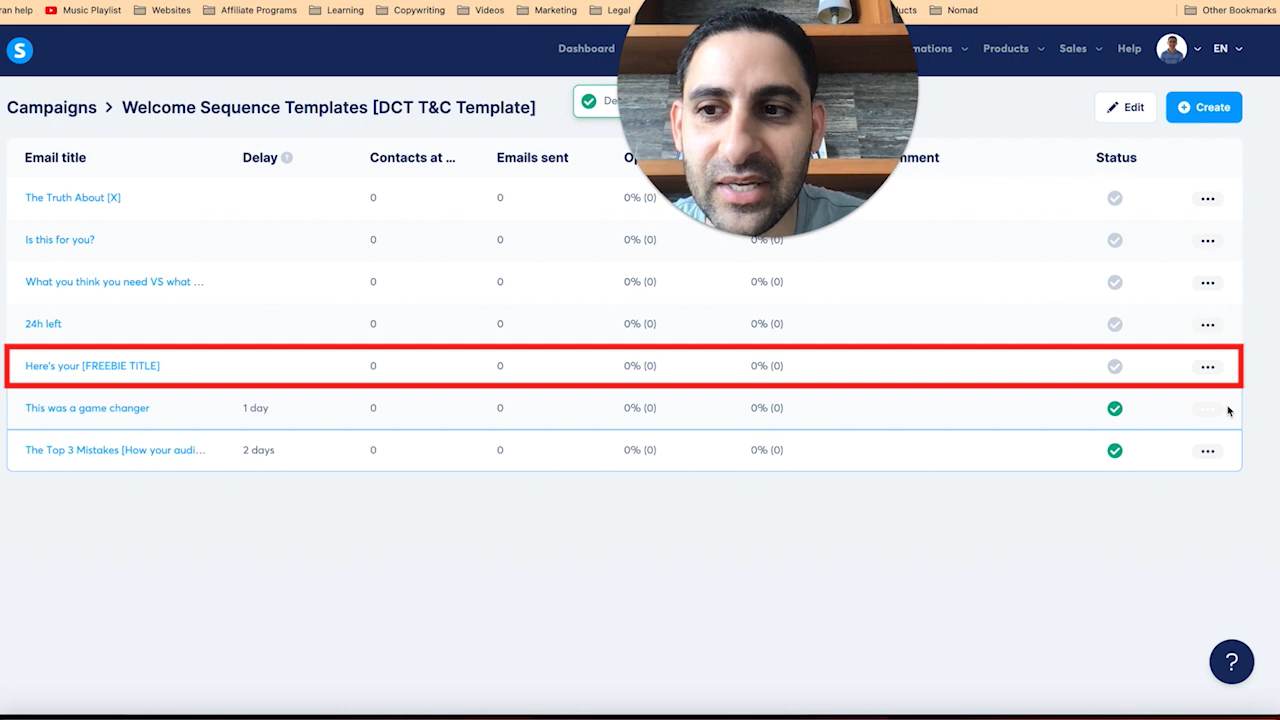 ran help Music Playlist Websites Affiliate Programs Learning Copywriting Videos Marketing Legal Nomad Other Bookmarks
S Dashboard Products Sales Help EN
Campaigns > Welcome Sequence Templates [DCT T&C Template] Edit Create
Email title Delay ? Contacts at ... Emails sent Status
The Truth About [X] 0 0 0% (0) ...
Is this for you? 0 0 0% (0) 0% (0) ...
What you think you need VS what ... 0 0 0% (0) 0% (0) ...
24h left 0 0 0% (0) 0% (0) ...
Here's your [FREEBIE TITLE] 0 0 0% (0) 0% (0) ...
This was a game changer 1 day 0 0 0% (0) 0% (0) ...
The Top 3 Mistakes [How your audi... 2 days 0 0 0% (0) 0% (0) ...
?